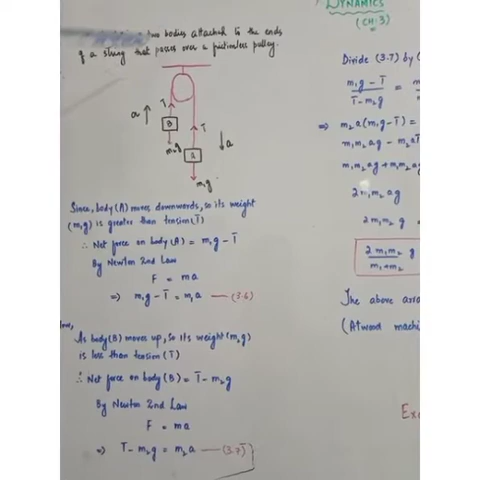 two bodies attached to the ends
of a string that passes over a frictionless pulley.
T
a
B
T
m₂g
A
a
m₁g
Since, body (A) moves downwards, so its weight
(m₁g) is greater than tension (T)
∴ Net force on body (A) = m₁g - T
By Newton 2nd Law
F = ma
⇒ m₁g - T = m₁a — (3.6)
As body (B) moves up, so its weight (m₂g)
is less than tension (T)
∴ Net force on body (B) = T - m₂g
By Newton 2nd Law
F = ma
⇒ T - m₂g = m₂a — (3.7)
DYNAMICS
(CH:3)
Divide (3.7) by (
m₁g - T / T - m₂g =
⇒ m₂a (m₁g - T) =
m₁m₂ag - m₂aT
m₁m₂ag + m₁m₂ag
2m₁m₂ag
2m₁m₂g
2m₁m₂ / m₁+m₂ g
The above arra
(Atwood machin
Exa